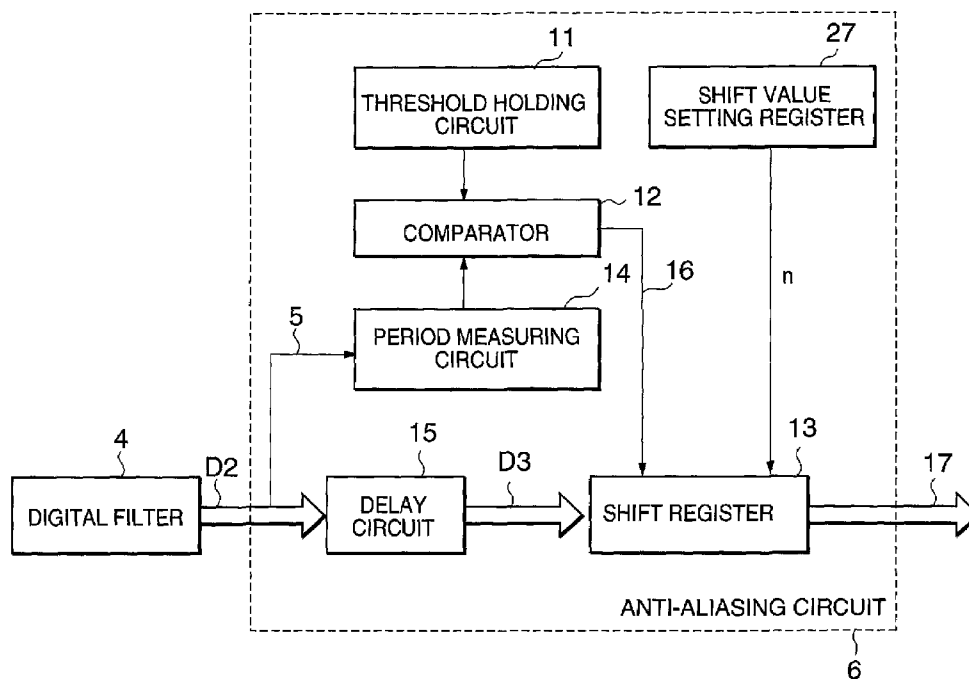 11
27
THRESHOLD HOLDING
CIRCUIT
SHIFT VALUE
SETTING REGISTER
12
COMPARATOR
16
n
14
5
PERIOD MEASURING
CIRCUIT
4
D2
15
D3
13
17
DIGITAL FILTER
DELAY
CIRCUIT
SHIFT REGISTER
ANTI-ALIASING CIRCUIT
6